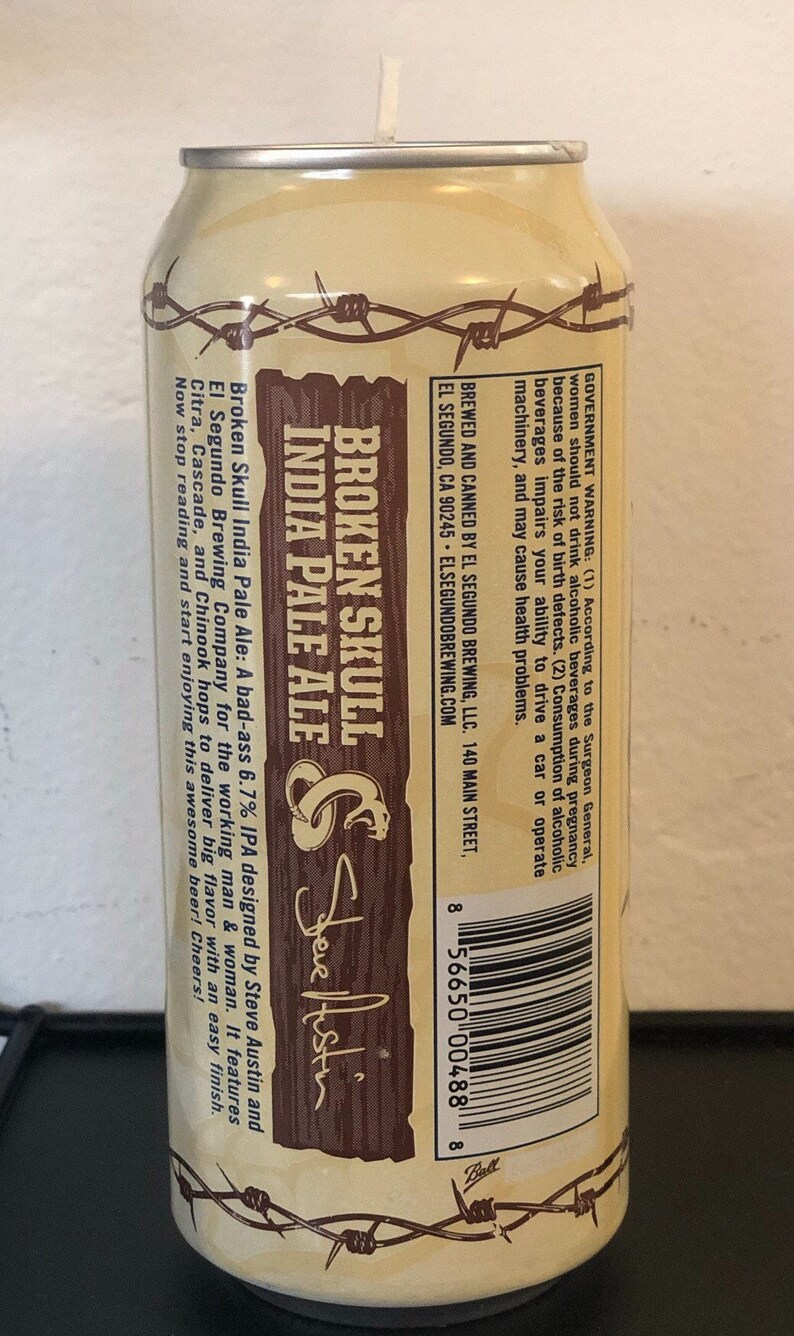 GOVERNMENT WARNING: (1) According to the Surgeon General,
women should not drink alcoholic beverages during pregnancy
because of the risk of birth defects. (2) Consumption of alcoholic
beverages impairs your ability to drive a car or operate
machinery, and may cause health problems.
BREWED AND CANNED BY EL SEGUNDO BREWING, LLC. 140 MAIN STREET,
EL SEGUNDO, CA 90245 • ELSEGUNDOBREWING.COM
8 56650 00488 8
Ball
BROKEN SKULL
INDIA PALE ALE
Steve Austin
Broken Skull India Pale Ale: A bad-ass 6.7% IPA designed by Steve Austin and
El Segundo Brewing Company for the working man & woman. It features
Citra, Cascade, and Chinook hops to deliver big flavor with an easy finish.
Now stop reading and start enjoying this awesome beer! Cheers!